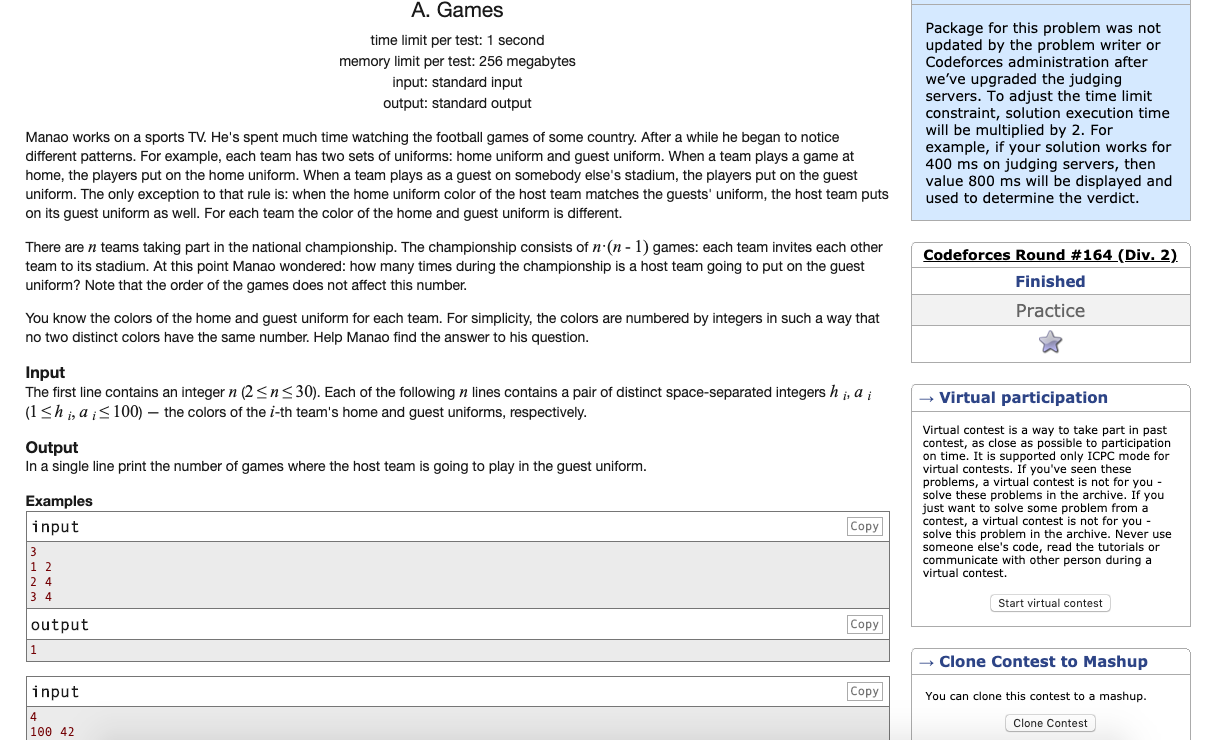 A. Games
time limit per test: 1 second
memory limit per test: 256 megabytes
input: standard input
output: standard output
Manao works on a sports TV. He's spent much time watching the football games of some country. After a while he began to notice
different patterns. For example, each team has two sets of uniforms: home uniform and guest uniform. When a team plays a game at
home, the players put on the home uniform. When a team plays as a guest on somebody else's stadium, the players put on the guest
uniform. The only exception to that rule is: when the home uniform color of the host team matches the guests' uniform, the host team puts
on its guest uniform as well. For each team the color of the home and guest uniform is different.
There are n teams taking part in the national championship. The championship consists of n·(n - 1) games: each team invites each other
team to its stadium. At this point Manao wondered: how many times during the championship is a host team going to put on the guest
uniform? Note that the order of the games does not affect this number.
You know the colors of the home and guest uniform for each team. For simplicity, the colors are numbered by integers in such a way that
no two distinct colors have the same number. Help Manao find the answer to his question.
Input
The first line contains an integer n (2 ≤ n ≤ 30). Each of the following n lines contains a pair of distinct space-separated integers h i, a i
(1 ≤ h i, a i ≤ 100) — the colors of the i-th team's home and guest uniforms, respectively.
Output
In a single line print the number of games where the host team is going to play in the guest uniform.
Examples
input
Copy
3
1 2
2 4
3 4
output
Copy
1
input
Copy
4
100 42
Package for this problem was not
updated by the problem writer or
Codeforces administration after
we've upgraded the judging
servers. To adjust the time limit
constraint, solution execution time
will be multiplied by 2. For
example, if your solution works for
400 ms on judging servers, then
value 800 ms will be displayed and
used to determine the verdict.
Codeforces Round #164 (Div. 2)
Finished
Practice
→ Virtual participation
Virtual contest is a way to take part in past
contest, as close as possible to participation
on time. It is supported only ICPC mode for
virtual contests. If you've seen these
problems, a virtual contest is not for you -
solve these problems in the archive. If you
just want to solve some problem from a
contest, a virtual contest is not for you -
solve this problem in the archive. Never use
someone else's code, read the tutorials or
communicate with other person during a
virtual contest.
Start virtual contest
→ Clone Contest to Mashup
You can clone this contest to a mashup.
Clone Contest